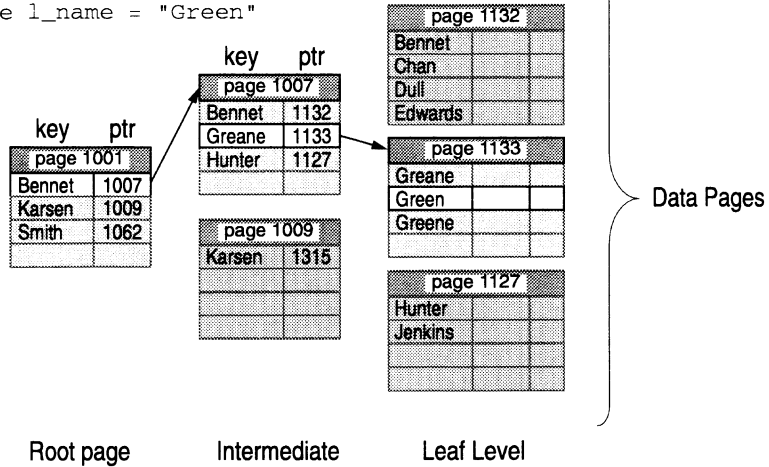 e l_name = "Green"
key ptr
page 1001
Bennet 1007
Karsen 1009
Smith 1062
Root page
key ptr
page 1007
Bennet 1132
Greane 1133
Hunter 1127
page 1009
Karsen 1315
Intermediate
page 1132
Bennet
Chan
Dull
Edwards
page 1133
Greane
Green
Greene
page 1127
Hunter
Jenkins
Leaf Level
Data Pages